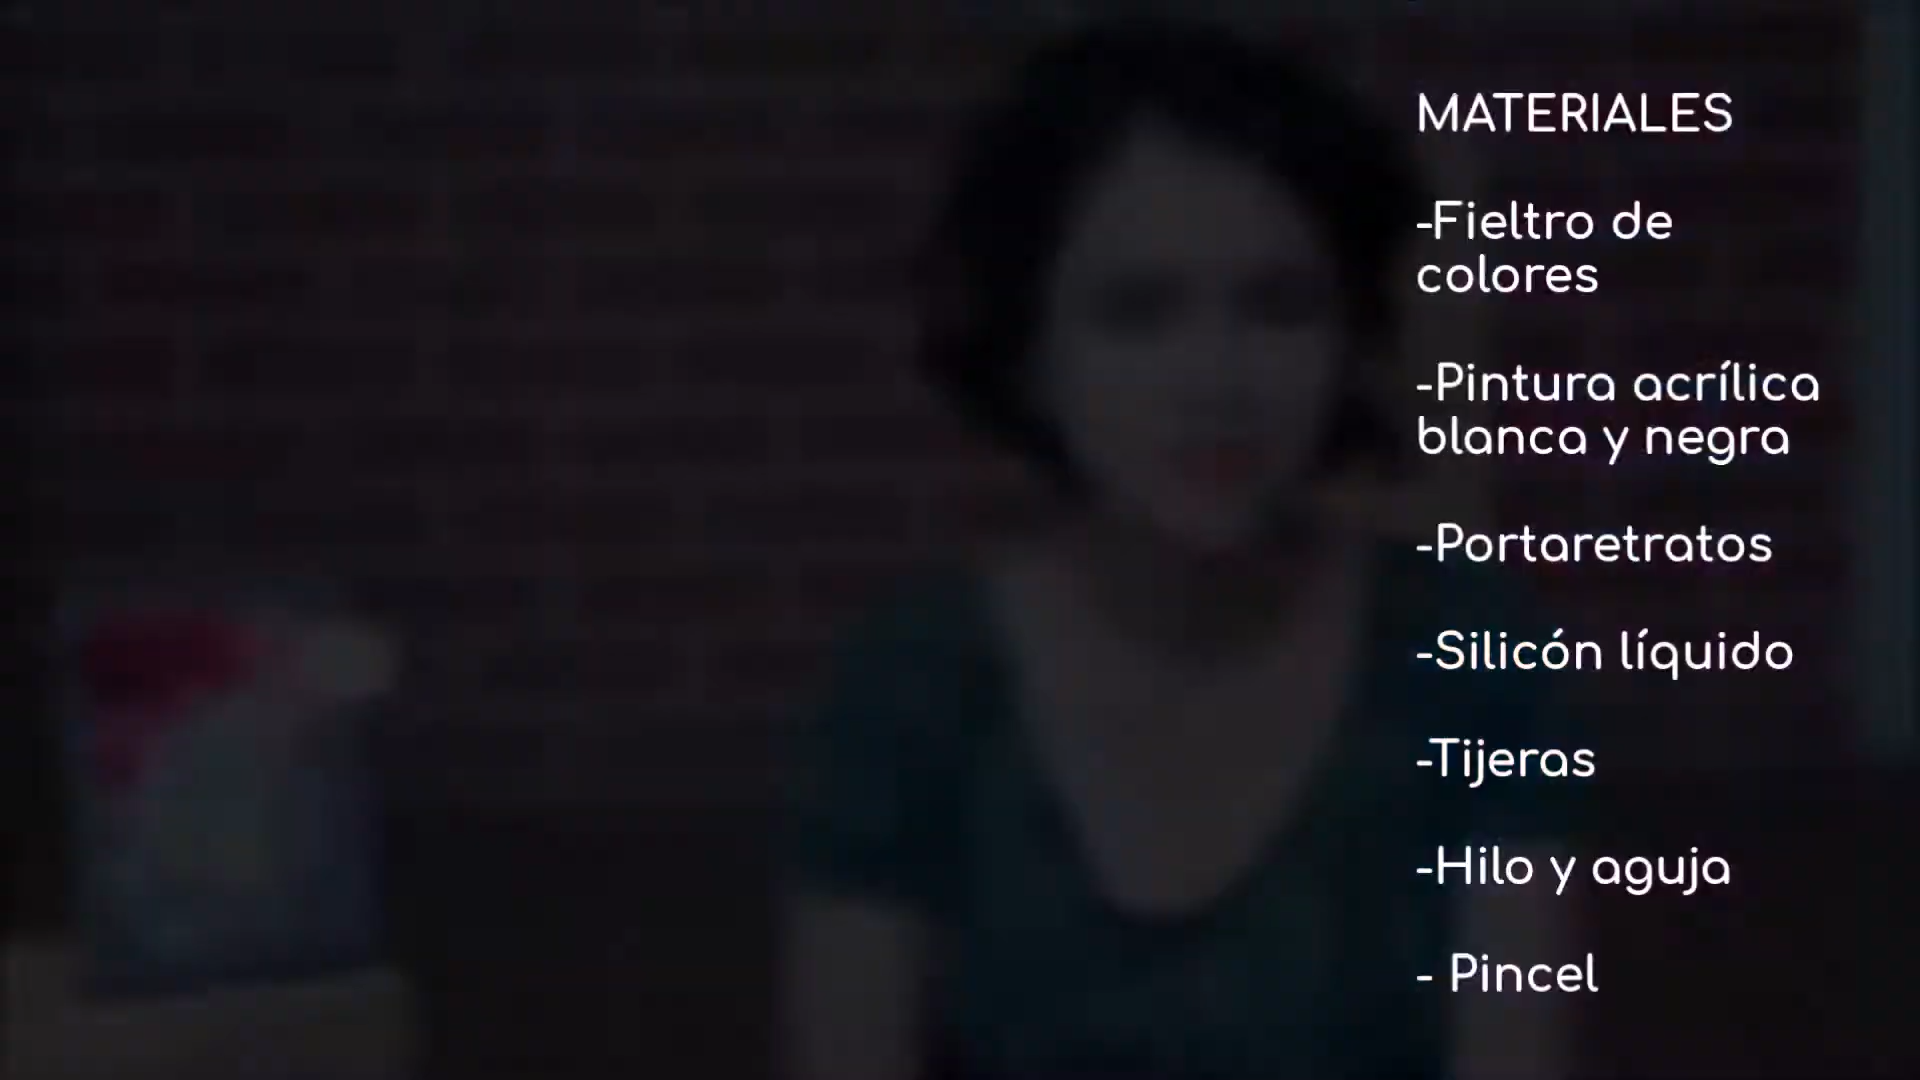 MATERIALES
-Fieltro de
colores
-Pintura acrílica
blanca y negra
-Portaretratos
-Silicón líquido
-Tijeras
-Hilo y aguja
- Pincel